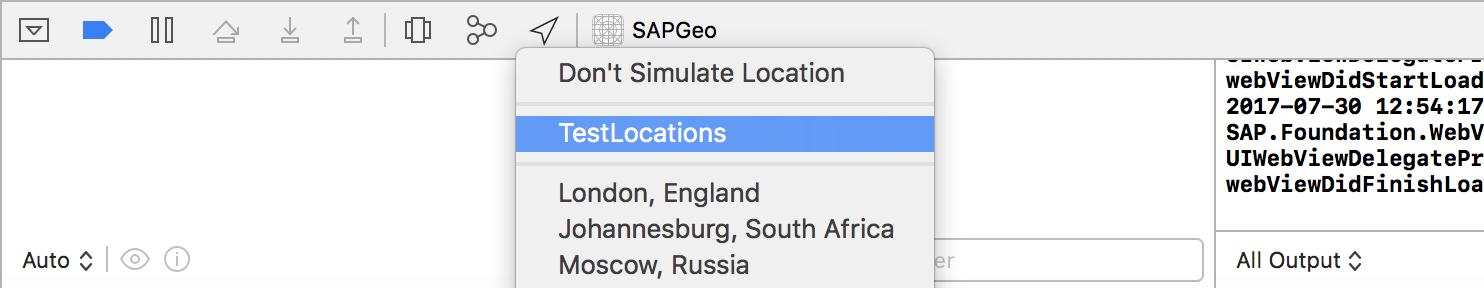 SAPGeo
Don't Simulate Location
TestLocations
London, England
Johannesburg, South Africa
Moscow, Russia
Auto
er
webViewDidStartLoad
2017-07-30 12:54:17
SAP.Foundation.WebV
UIWebViewDelegatePr
webViewDidFinishLoa
All Output